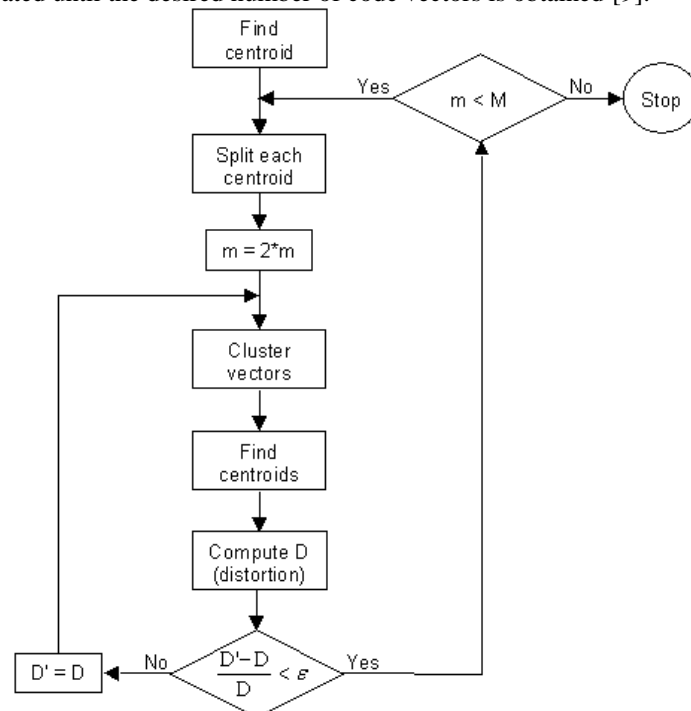 ated until the desired number of code vectors is obtained [9].
Find
centroid
Yes
m < M
No
Stop
Split each
centroid
m = 2*m
Cluster
vectors
Find
centroids
Compute D
(distortion)
D' = D
No
D'−D
D
< ε
Yes